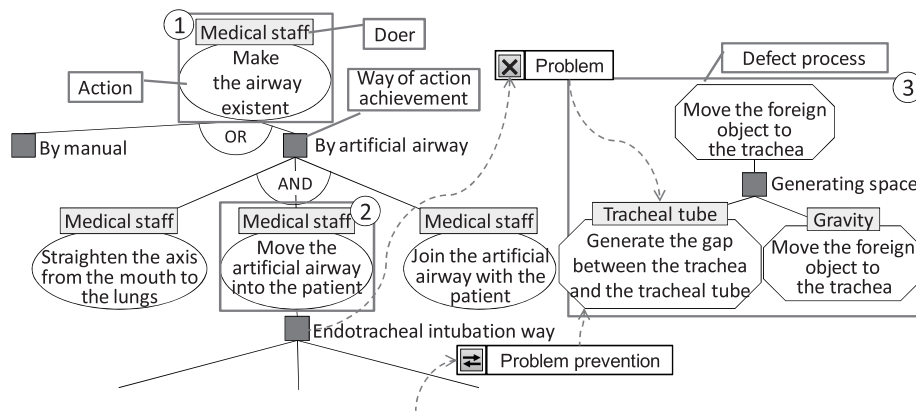 1
Medical staff
Doer
Make
the airway
existent
Action
Way of action
achievement
OR
By manual
By artificial airway
AND
Medical staff
Straighten the axis
from the mouth to
the lungs
Medical staff
2
Move the
artificial airway
into the patient
Medical staff
Join the artificial
airway with the
patient
Endotracheal intubation way
Problem
Defect process
3
Move the foreign
object to
the trachea
Generating space
Tracheal tube
Generate the gap
between the trachea
and the tracheal tube
Gravity
Move the foreign
object to
the trachea
Problem prevention